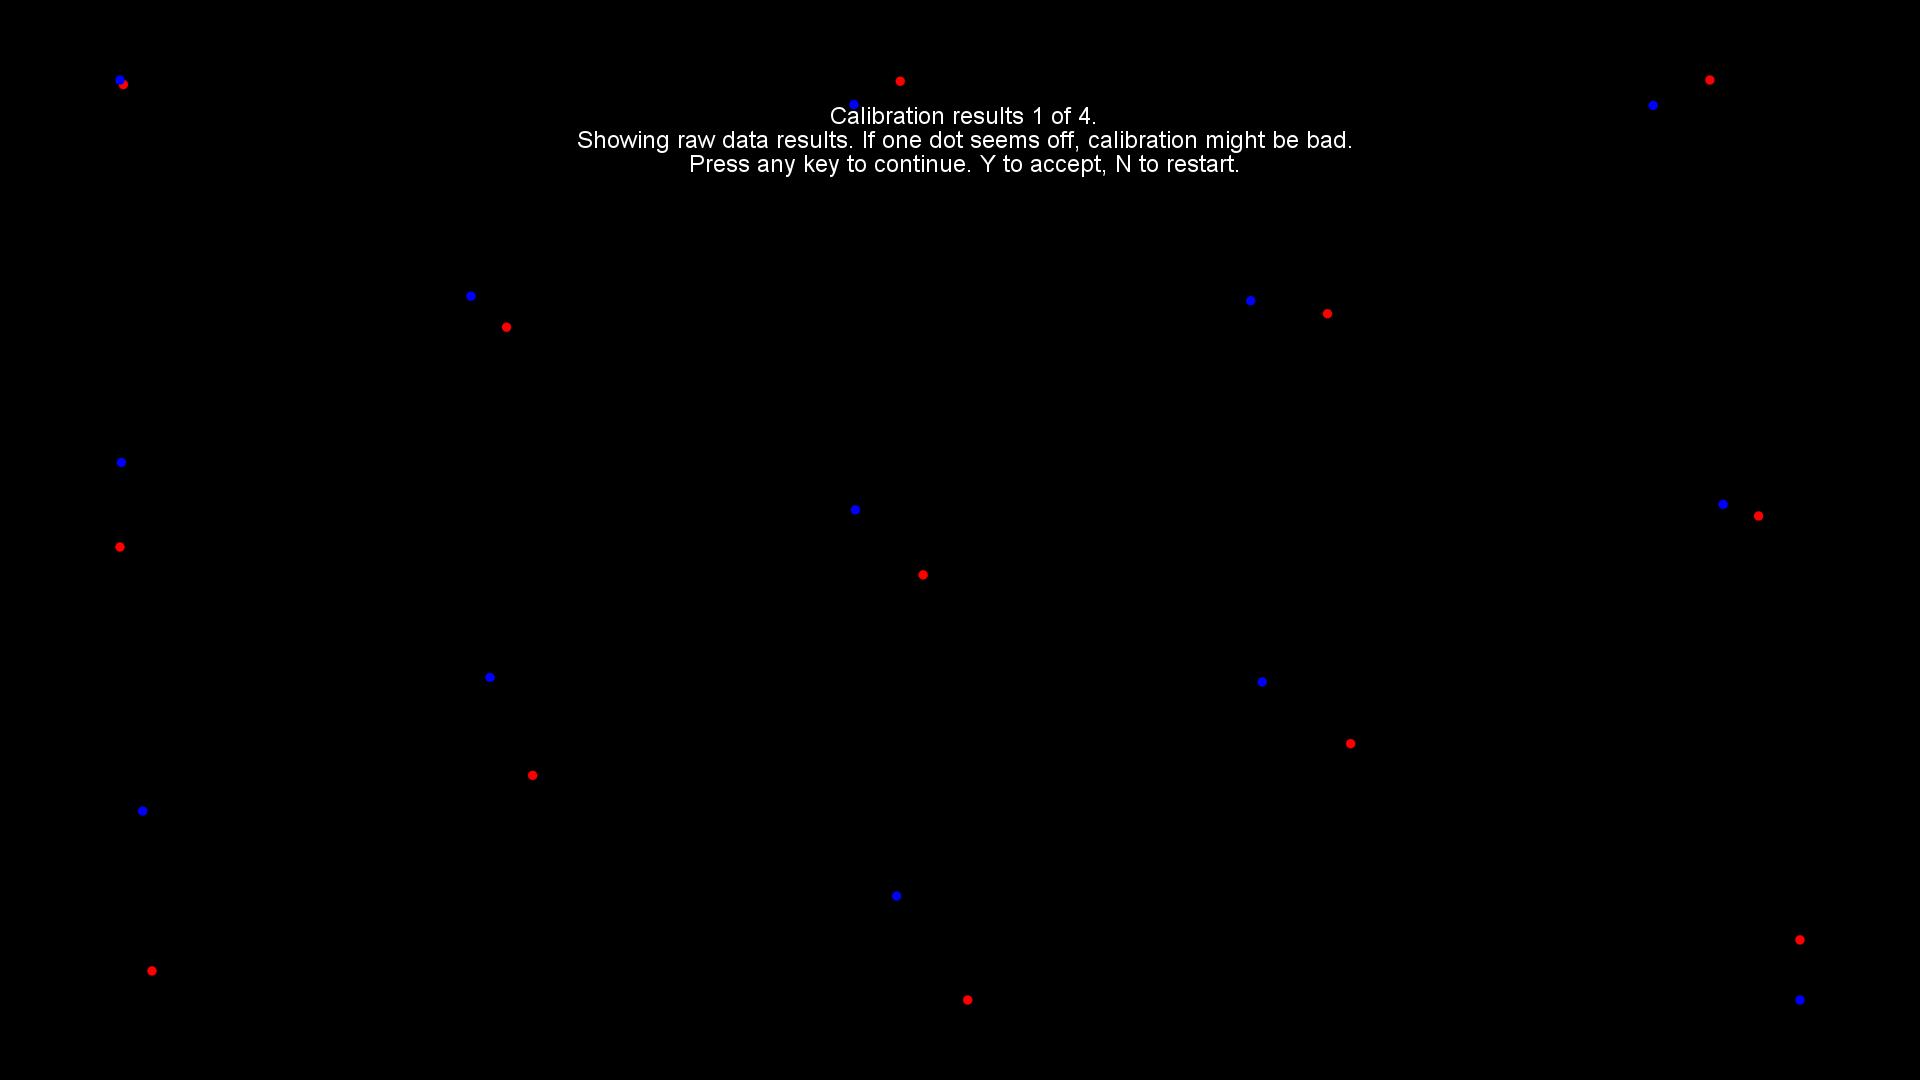 Calibration results 1 of 4.
Showing raw data results. If one dot seems off, calibration might be bad.
Press any key to continue. Y to accept, N to restart.